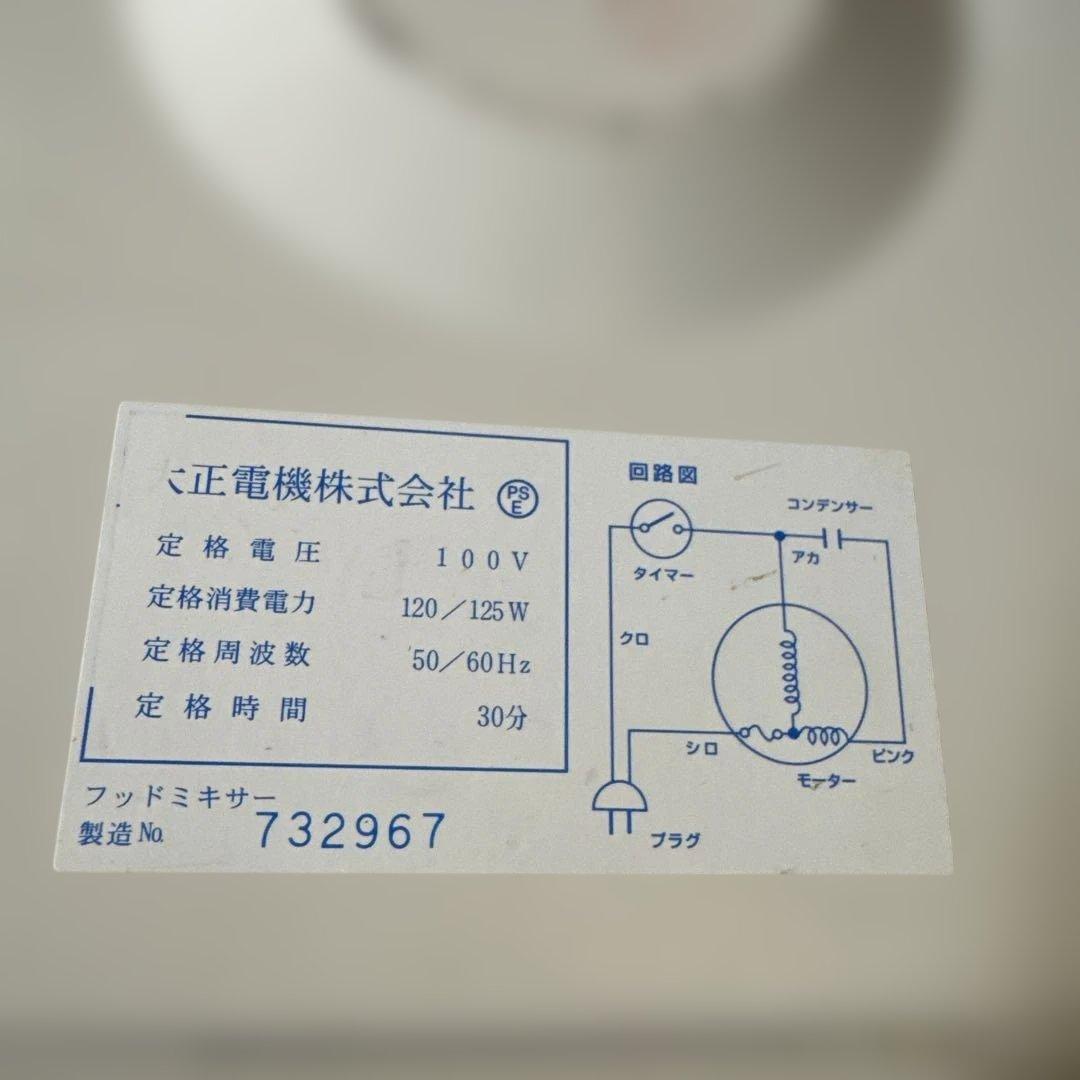 正電機株式会社 PSE
定格電圧 100V
定格消費電力 120/125W
定格周波数 50/60Hz
定格時間 30分
フッドミキサー
製造No. 732967
回路図
コンデンサー
アカ
タイマー
クロ
シロ
ピンク
モーター
プラグ